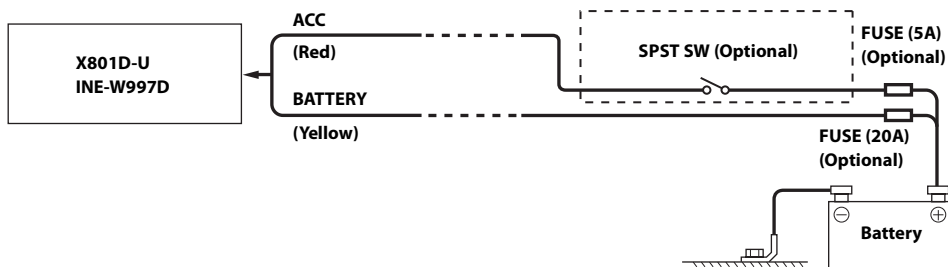 X801D-U
INE-W997D
ACC
(Red)
BATTERY
(Yellow)
SPST SW (Optional)
FUSE (5A)
(Optional)
FUSE (20A)
(Optional)
Battery